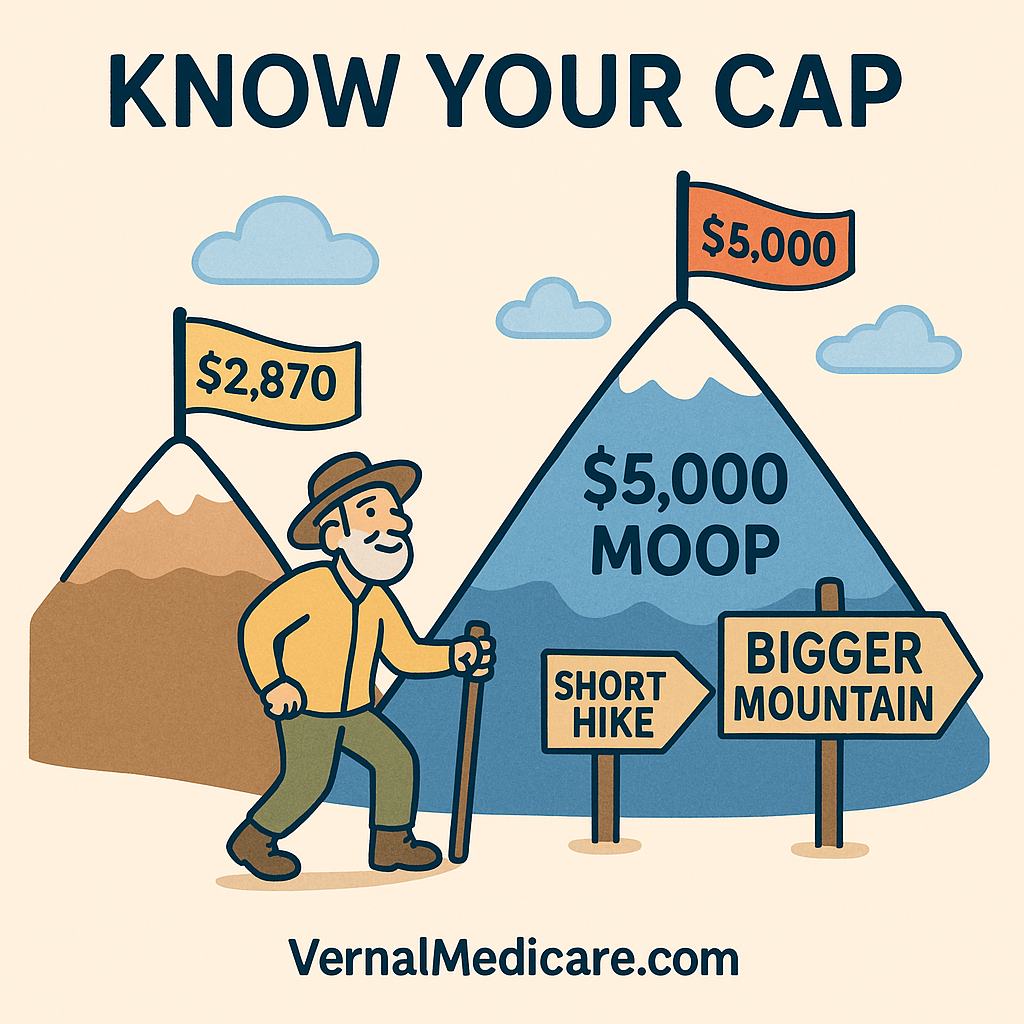 KNOW YOUR CAP
$5,000
$2,870
$5,000
MOOP
SHORT
HIKE
BIGGER
MOUNTAIN
VernalMedicare.com